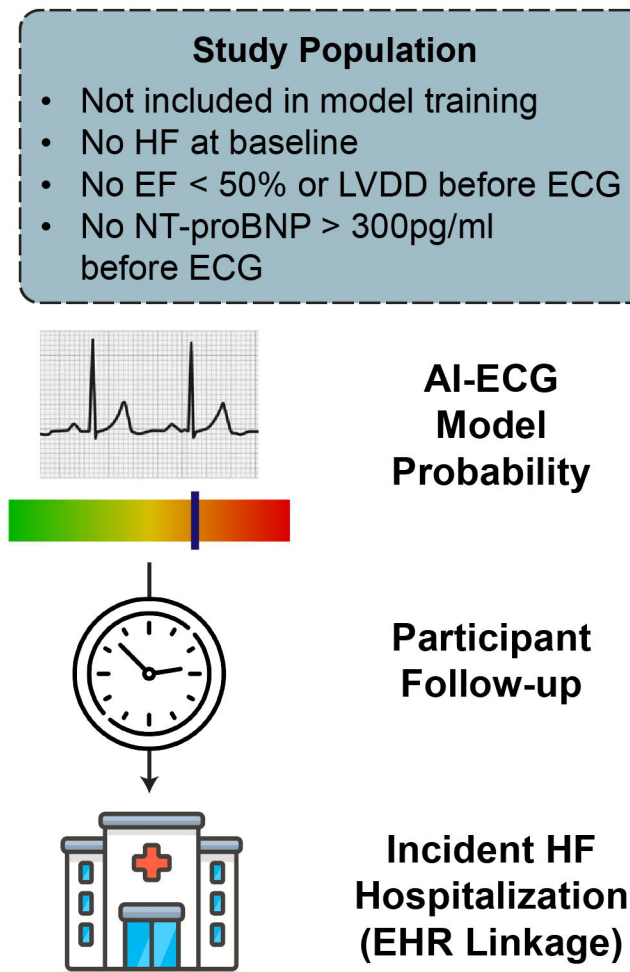 Study Population
• Not included in model training
• No HF at baseline
• No EF < 50% or LVDD before ECG
• No NT-proBNP > 300pg/ml
before ECG
AI-ECG
Model
Probability
Participant
Follow-up
Incident HF
Hospitalization
(EHR Linkage)